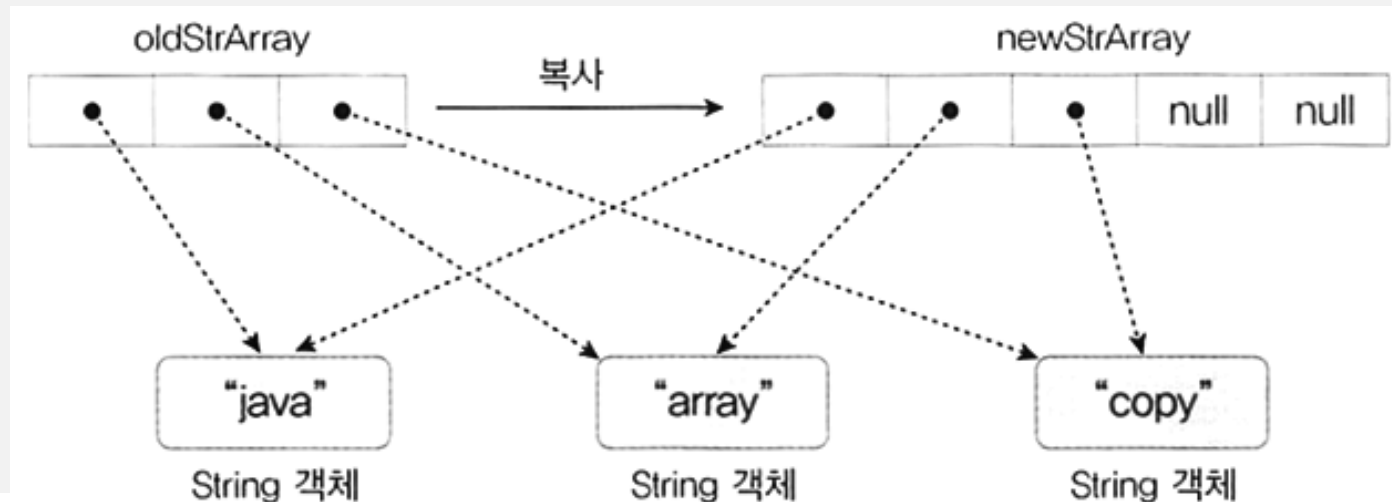 oldStrArray
newStrArray
복사
null null
“java”
“array”
“copy”
String 객체
String 객체
String 객체